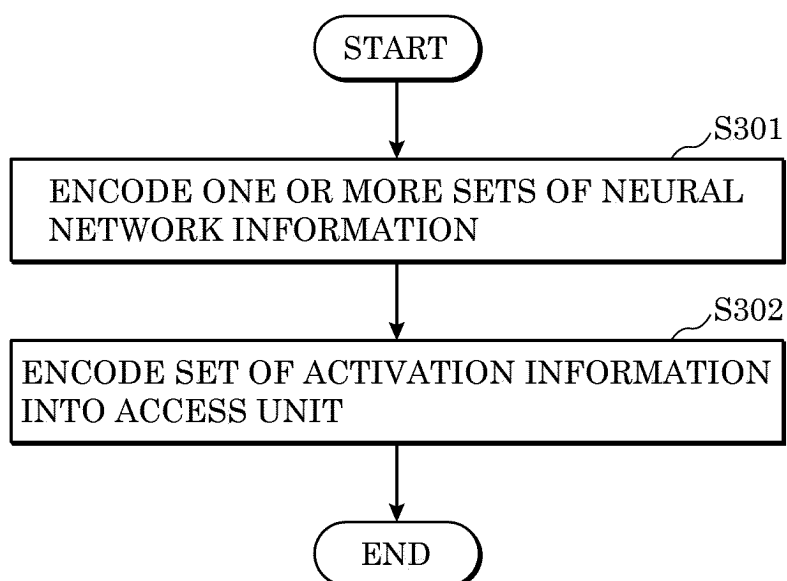 START
S301
ENCODE ONE OR MORE SETS OF NEURAL
NETWORK INFORMATION
S302
ENCODE SET OF ACTIVATION INFORMATION
INTO ACCESS UNIT
END